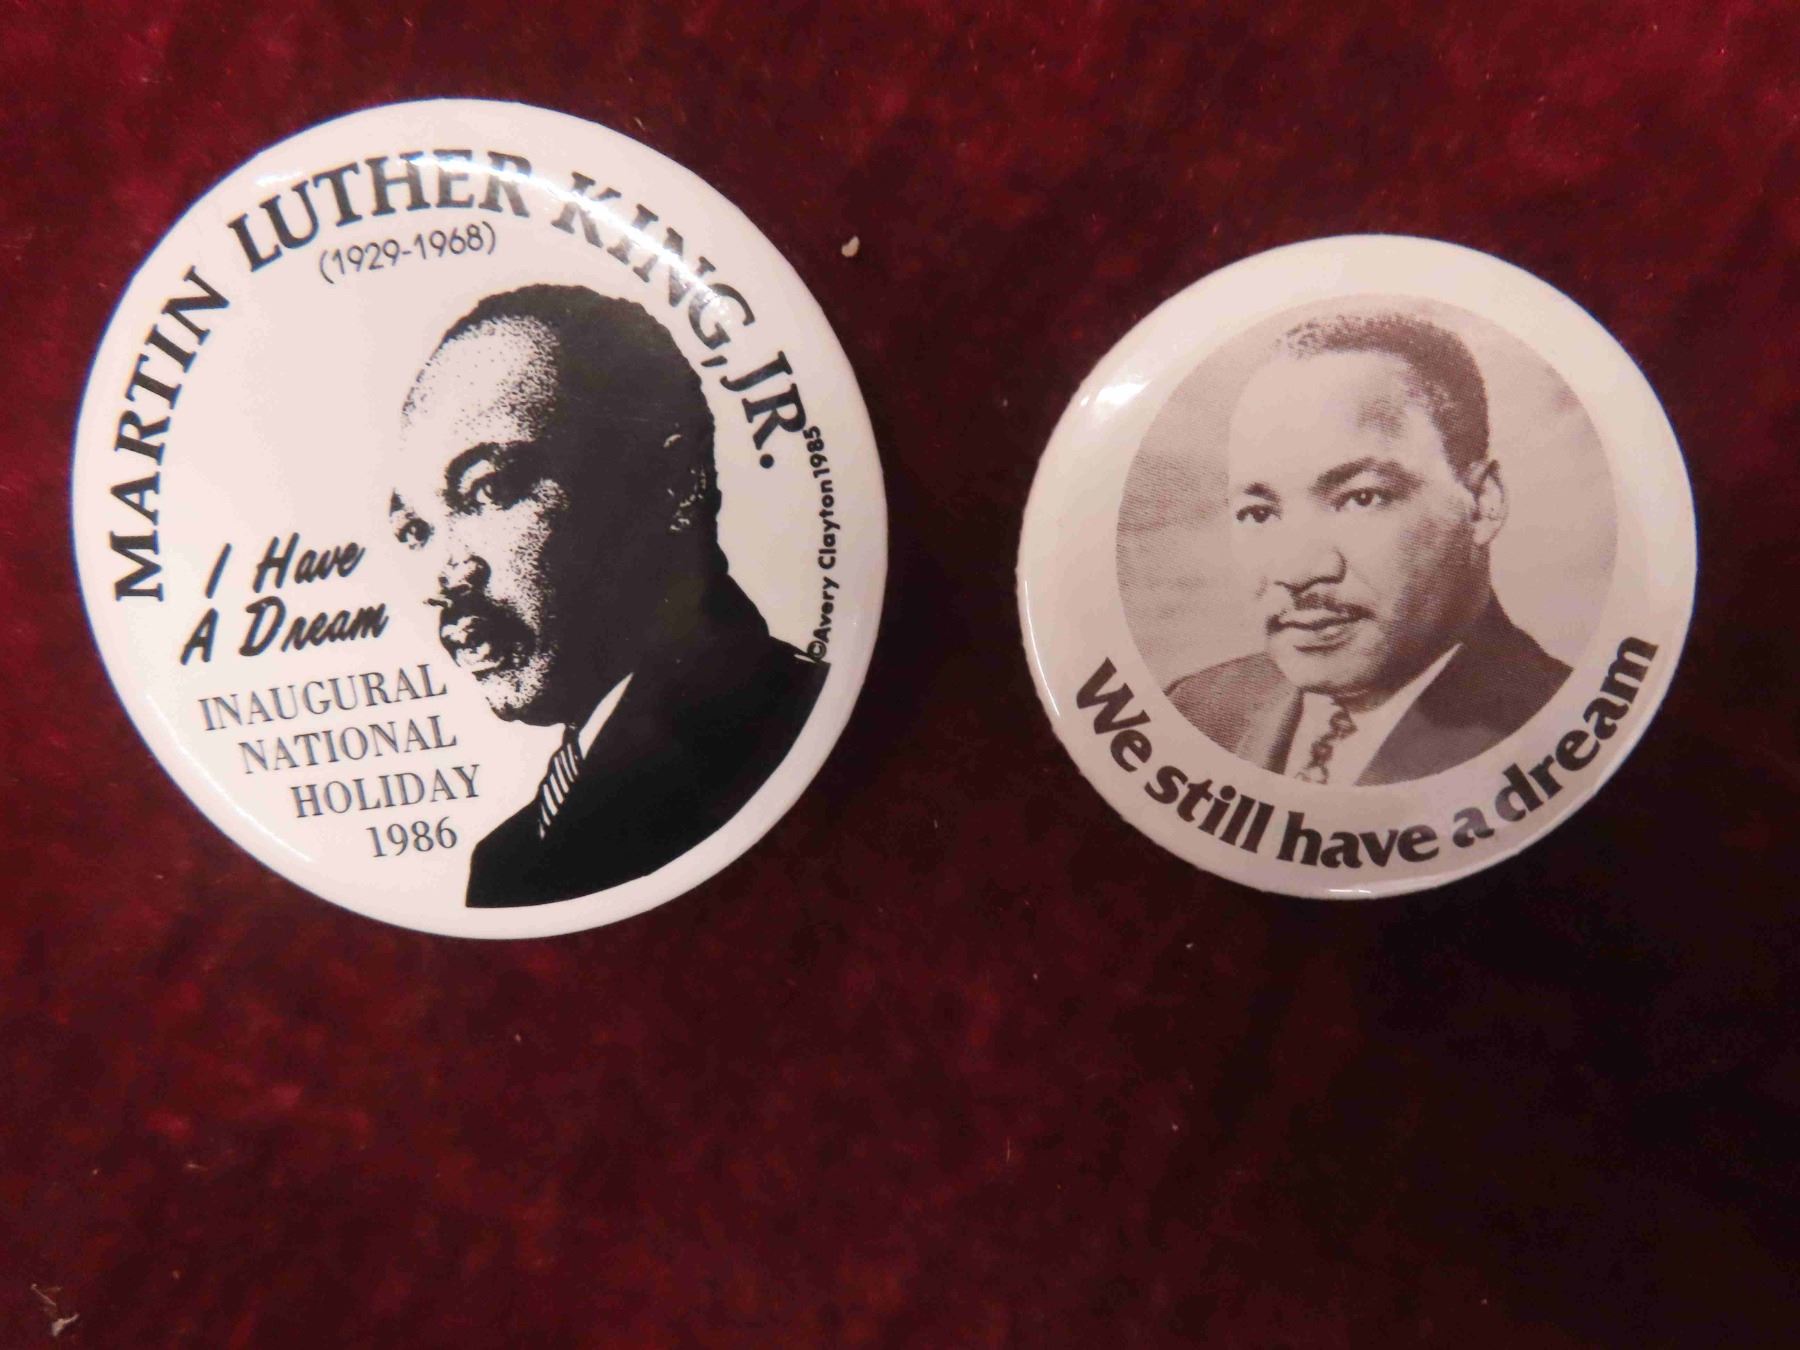 MARTIN LUTHER KING, JR.
(1929-1968)
I Have
A Dream
INAUGURAL
NATIONAL
HOLIDAY
1986
©Avery Clayton 1985
We still have a dream